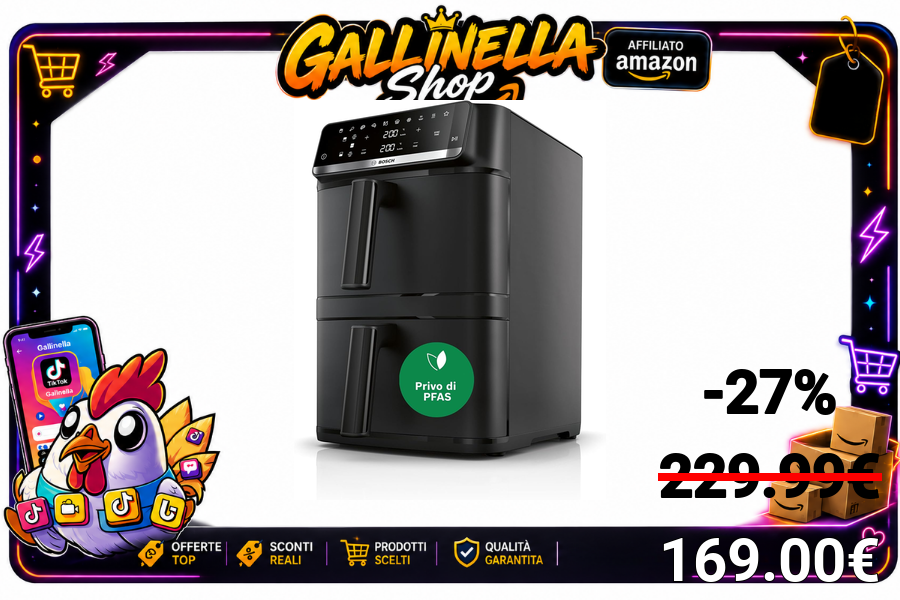 GALLINELLA
Shop
AFFILIATO
amazon
200
200
BOSCH
Privo di
PFAS
Gallinella
TikTok
Gallinella
-27%
229.99€
169.00€
OFFERTE
TOP
SCONTI
REALI
PRODOTTI
SCELTI
QUALITÀ
GARANTITA